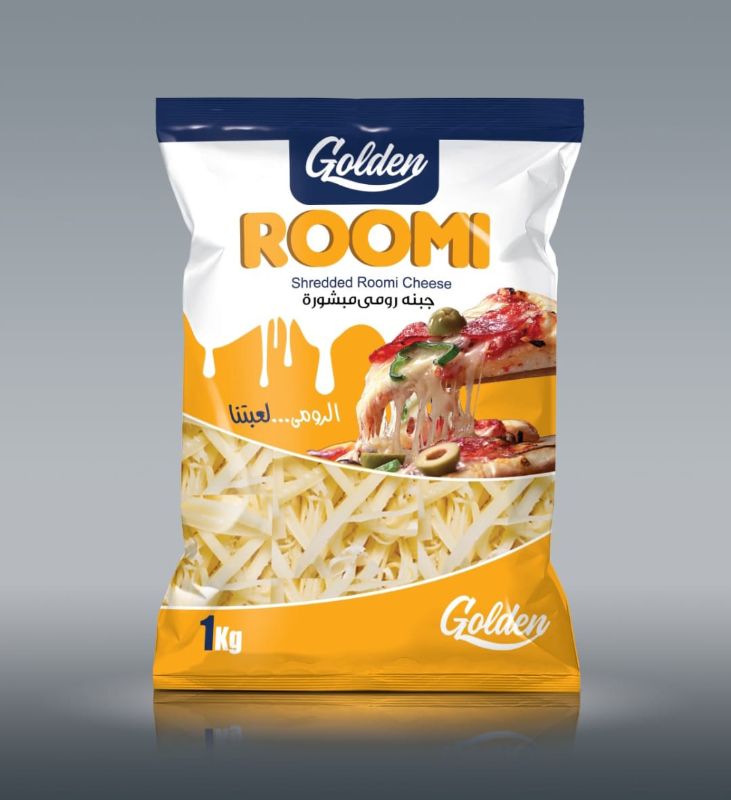 Golden
ROOMI
Shredded Roomi Cheese
جبنه رومى مبشورة
الرومى...لعبتنا
1Kg
Golden